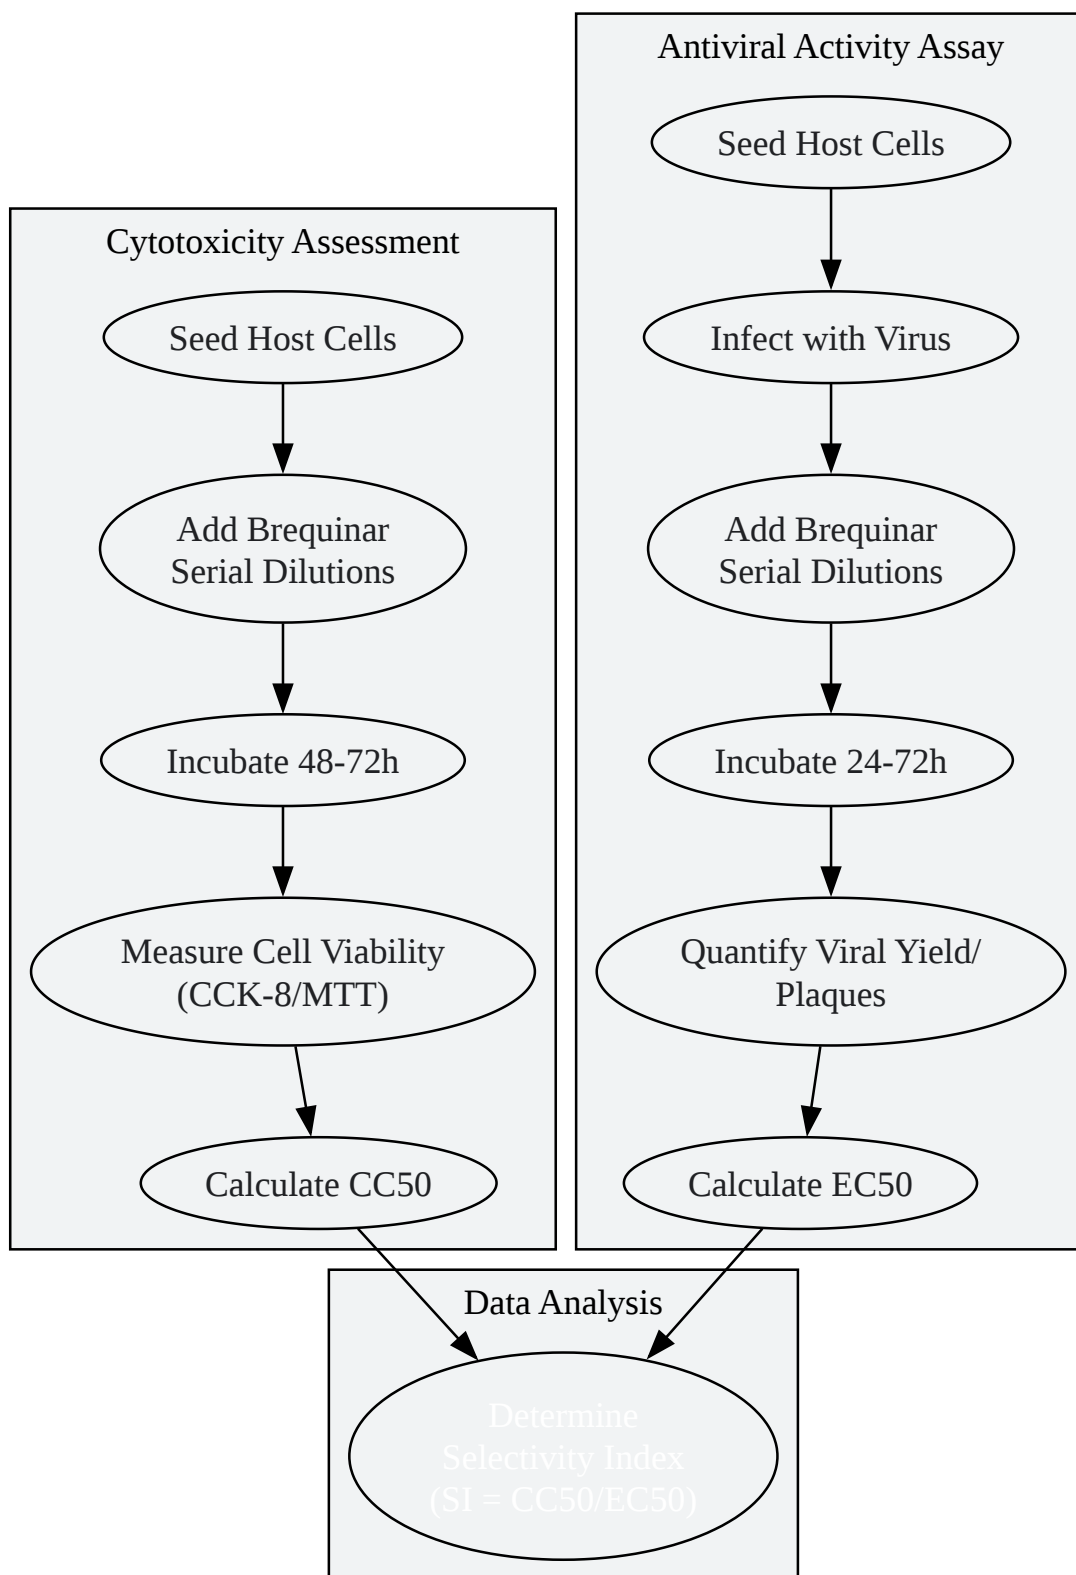 Antiviral Activity Assay
Seed Host Cells
Infect with Virus
Add Brequinar
Serial Dilutions
Incubate 24-72h
Quantify Viral Yield/
Plaques
Calculate EC50
Cytotoxicity Assessment
Seed Host Cells
Add Brequinar
Serial Dilutions
Incubate 48-72h
Measure Cell Viability
(CCK-8/MTT)
Calculate CC50
Data Analysis
Determine
Selectivity Index
(SI = CC50/EC50)